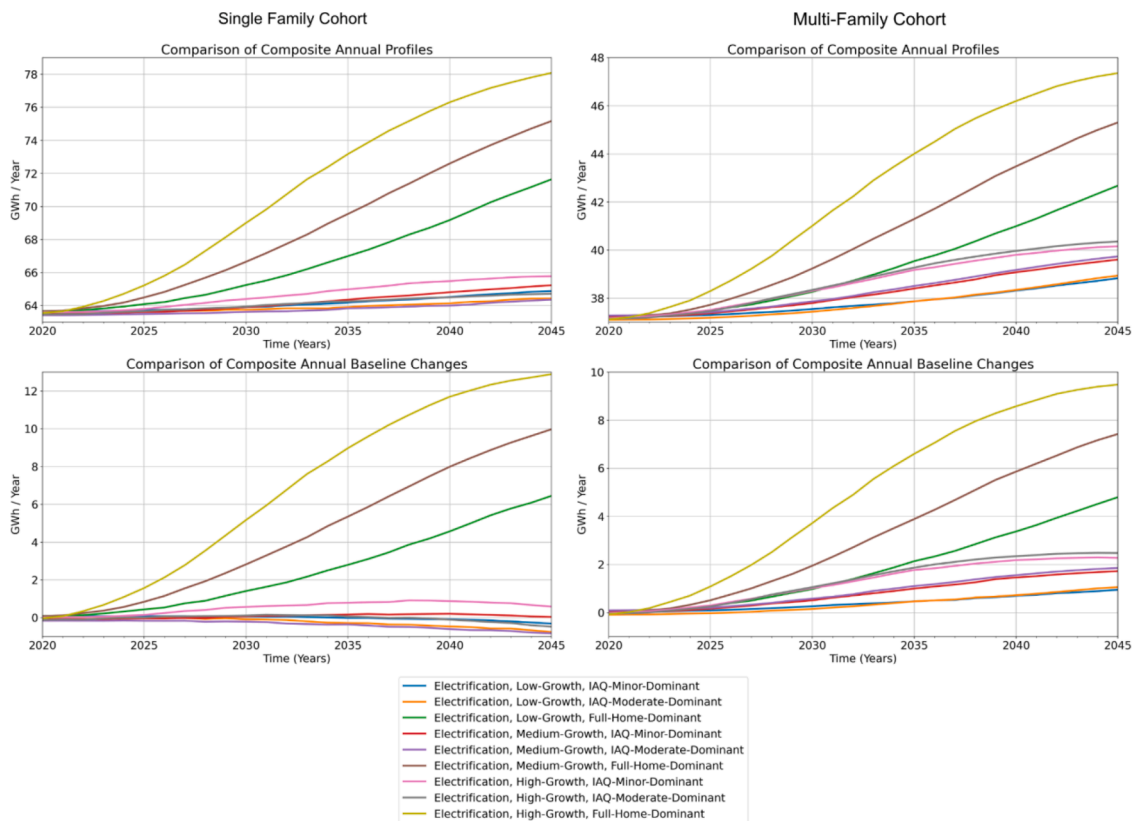 Single Family Cohort
Multi-Family Cohort
Comparison of Composite Annual Profiles
78
76
74
72
70
68
66
64
GWh / Year
2020 2025 2030 2035 2040 2045
Time (Years)
Comparison of Composite Annual Profiles
48
46
44
42
40
38
GWh / Year
2020 2025 2030 2035 2040 2045
Time (Years)
Comparison of Composite Annual Baseline Changes
12
10
8
6
4
2
0
GWh / Year
2020 2025 2030 2035 2040 2045
Time (Years)
Comparison of Composite Annual Baseline Changes
10
8
6
4
2
0
GWh / Year
2020 2025 2030 2035 2040 2045
Time (Years)
Electrification, Low-Growth, IAQ-Minor-Dominant
Electrification, Low-Growth, IAQ-Moderate-Dominant
Electrification, Low-Growth, Full-Home-Dominant
Electrification, Medium-Growth, IAQ-Minor-Dominant
Electrification, Medium-Growth, IAQ-Moderate-Dominant
Electrification, Medium-Growth, Full-Home-Dominant
Electrification, High-Growth, IAQ-Minor-Dominant
Electrification, High-Growth, IAQ-Moderate-Dominant
Electrification, High-Growth, Full-Home-Dominant